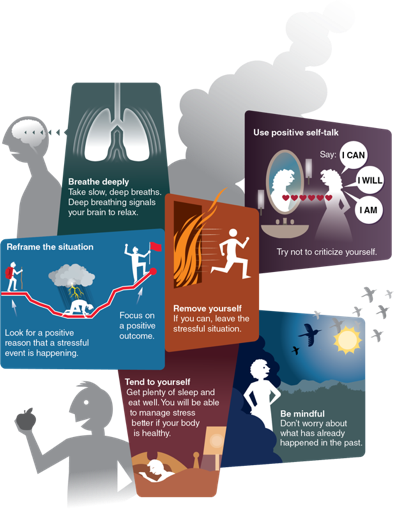 Breathe deeply
Take slow, deep breaths.
Deep breathing signals
your brain to relax.
Use positive self-talk
Say:
I CAN
I WILL
I AM
Try not to criticize yourself.
Reframe the situation
Look for a positive
reason that a stressful
event is happening.
Focus on
a positive
outcome.
Remove yourself
If you can, leave the
stressful situation.
Tend to yourself
Get plenty of sleep and
eat well. You will be able
to manage stress
better if your body
is healthy.
Be mindful
Don't worry about
what has already
happened in the past.